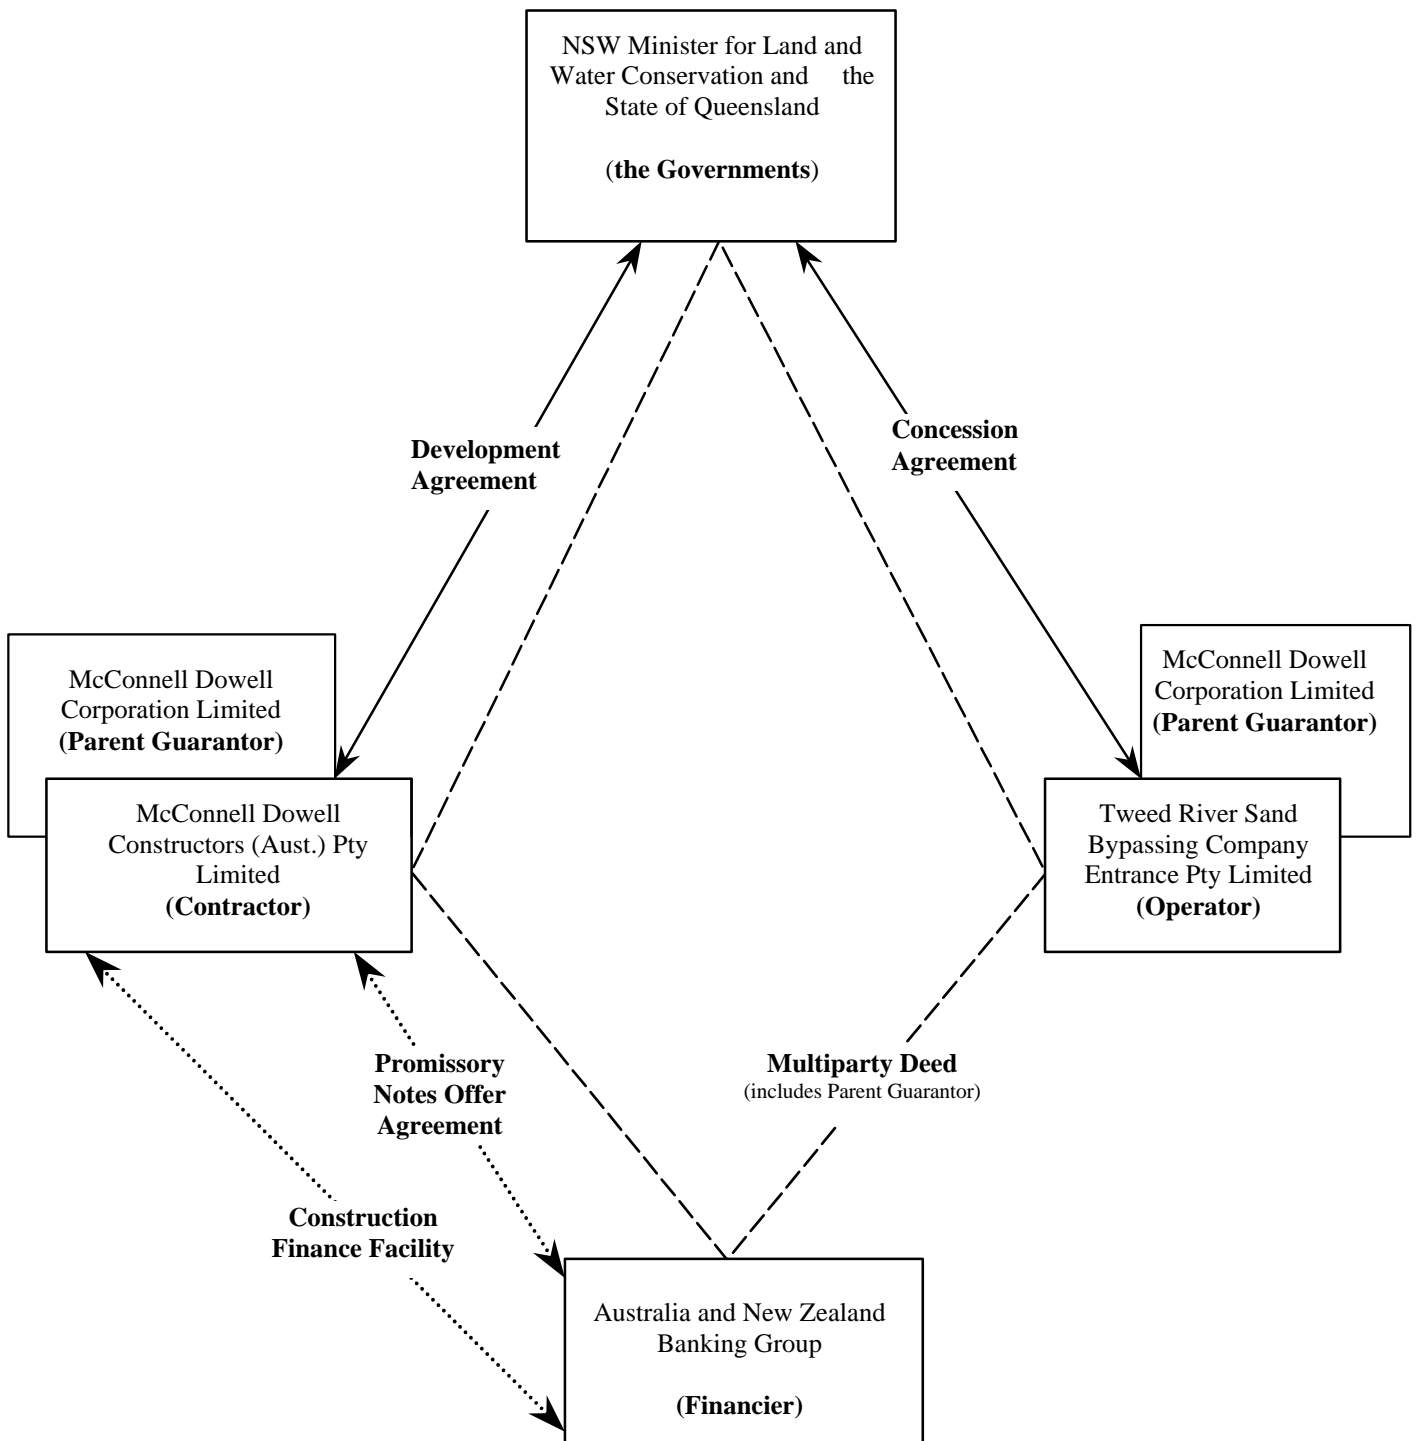 NSW Minister for Land and
Water Conservation and the
State of Queensland
(the Governments)
Development
Agreement
Concession
Agreement
McConnell Dowell
Corporation Limited
(Parent Guarantor)
McConnell Dowell
Constructors (Aust.) Pty
Limited
(Contractor)
McConnell Dowell
Corporation Limited
(Parent Guarantor)
Tweed River Sand
Bypassing Company
Entrance Pty Limited
(Operator)
Promissory
Notes Offer
Agreement
Multiparty Deed
(includes Parent Guarantor)
Construction
Finance Facility
Australia and New Zealand
Banking Group
(Financier)